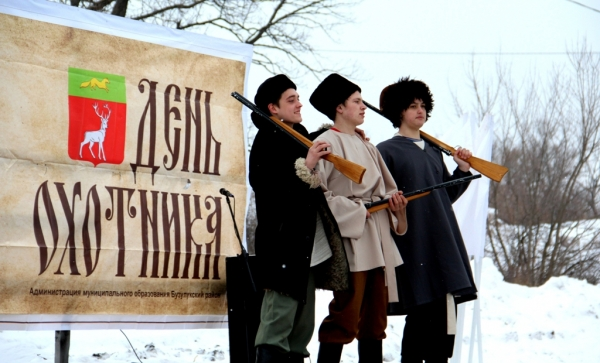 ДЕНЬ
ОХОТНИКА
Администрация муниципального образования Бузулукский район